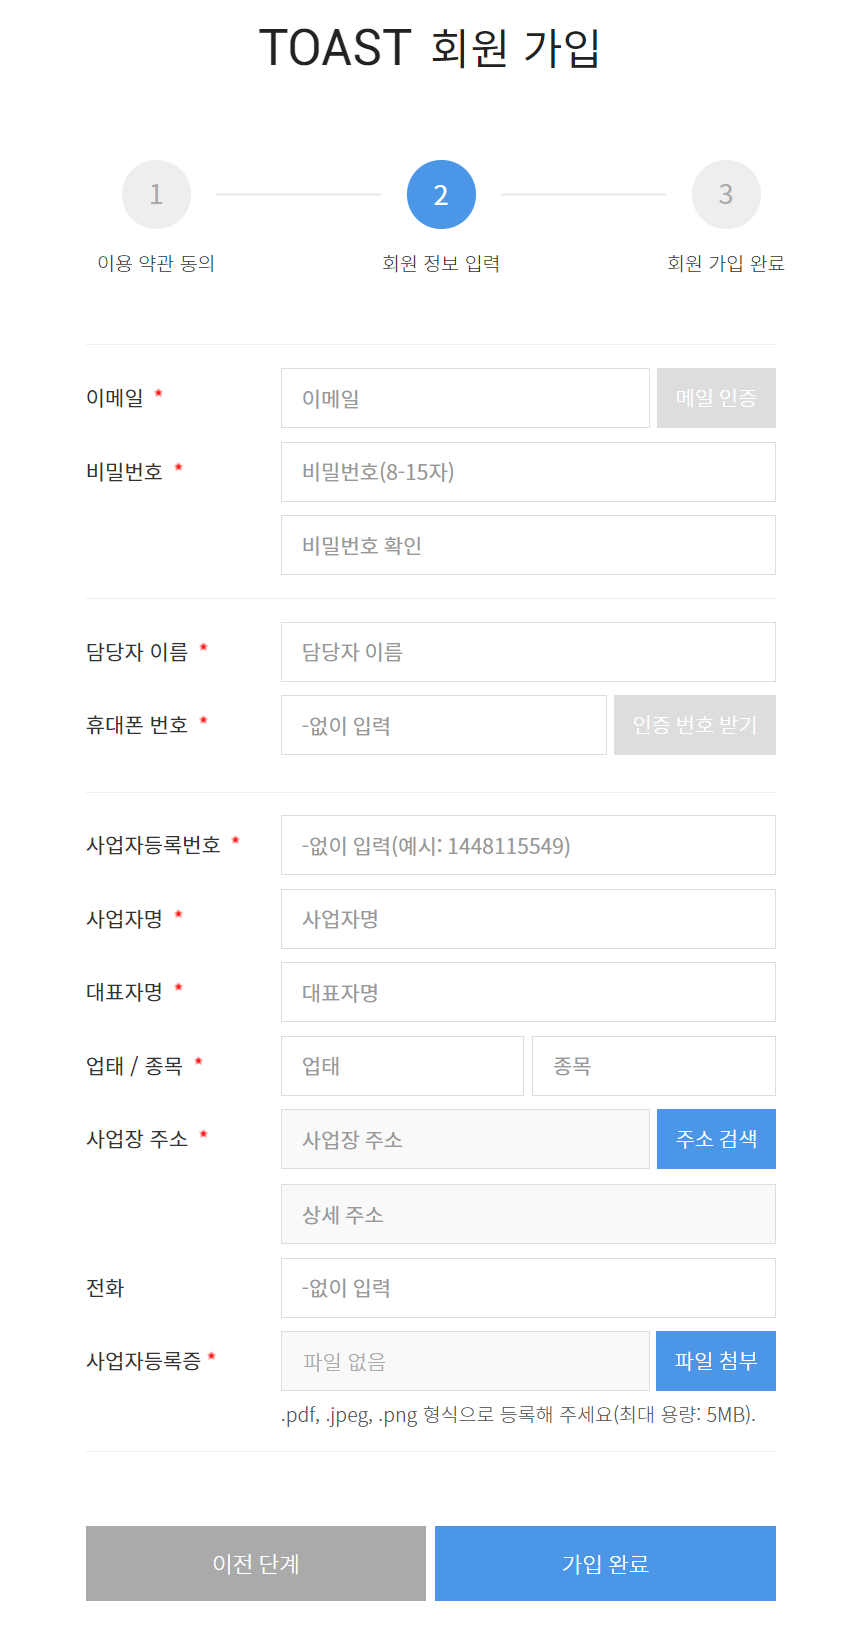 TOAST 회원 가입
1
2
3
이용 약관 동의
회원 정보 입력
회원 가입 완료
이메일 *
이메일
메일 인증
비밀번호 *
비밀번호(8-15자)
비밀번호 확인
담당자 이름 *
담당자 이름
휴대폰 번호 *
-없이 입력
인증 번호 받기
사업자등록번호 *
-없이 입력(예시: 1448115549)
사업자명 *
사업자명
대표자명 *
대표자명
업태 / 종목 *
업태
종목
사업장 주소 *
사업장 주소
주소 검색
상세 주소
전화
-없이 입력
사업자등록증 *
파일 없음
파일 첨부
.pdf, .jpeg, .png 형식으로 등록해 주세요(최대 용량: 5MB).
이전 단계
가입 완료